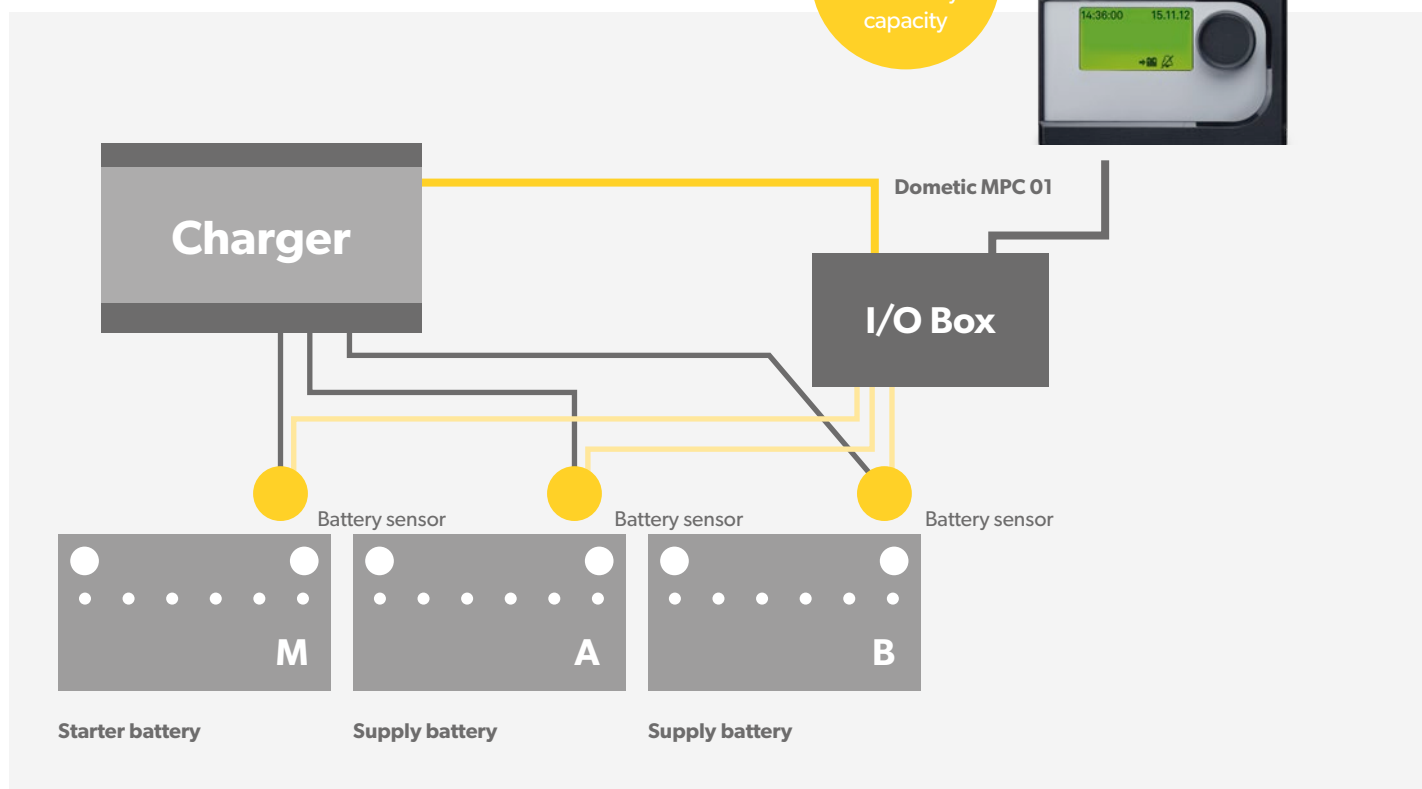 capacity
14:36:00 15.11.12
Dometic MPC 01
Charger
I/O Box
Battery sensor
Battery sensor
Battery sensor
M
A
B
Starter battery
Supply battery
Supply battery